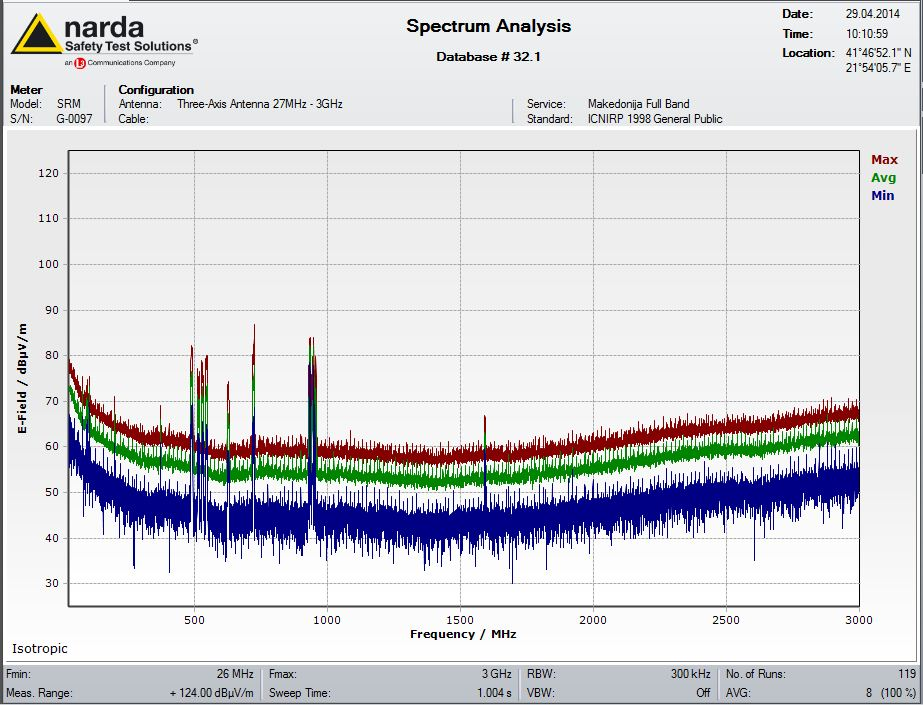 narda
Safety Test Solutions®
an L3 Communications Company
Spectrum Analysis
Database # 32.1
Date: 29.04.2014
Time: 10:10:59
Location: 41°46'52.1" N
21°54'05.7" E
Meter
Model: SRM
S/N: G-0097
Configuration
Antenna: Three-Axis Antenna 27MHz - 3GHz
Cable:
Service: Makedonija Full Band
Standard: ICNIRP 1998 General Public
Max
Avg
Min
E-Field / dBµV/m
120
110
100
90
80
70
60
50
40
30
500 1000 1500 2000 2500 3000
Frequency / MHz
Isotropic
Fmin: 26 MHz Fmax: 3 GHz RBW: 300 kHz No. of Runs: 119
Meas. Range: + 124.00 dBµV/m Sweep Time: 1.004 s VBW: Off AVG: 8 (100 %)